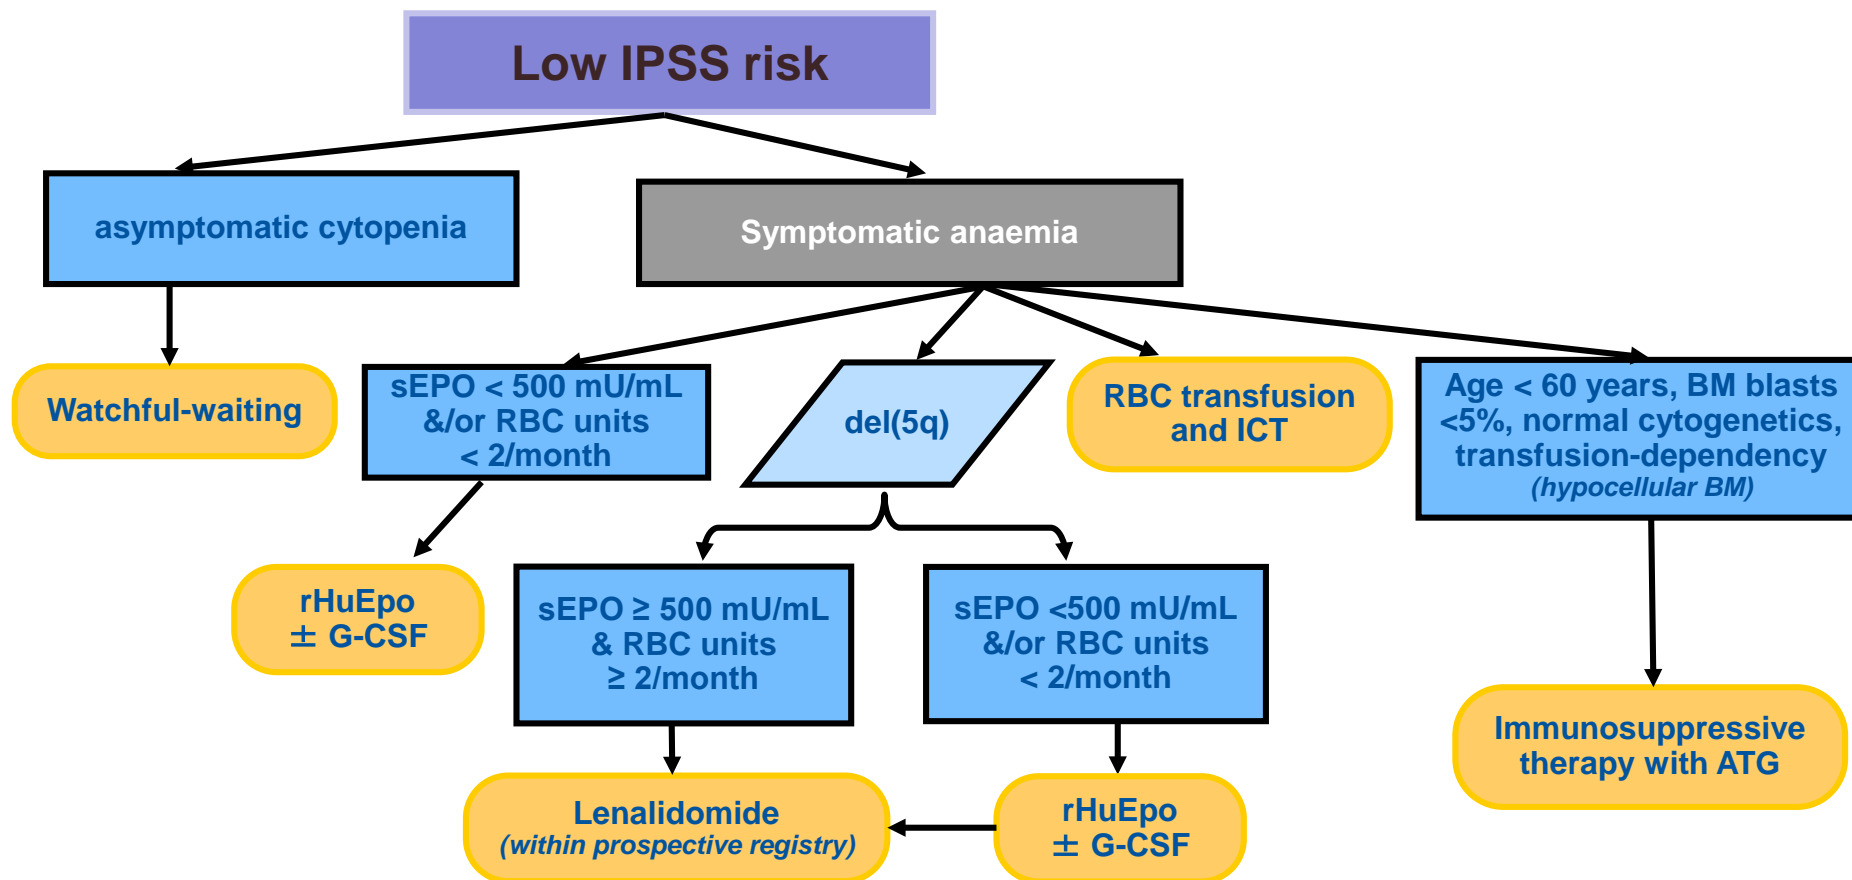 Low IPSS risk
asymptomatic cytopenia
Symptomatic anaemia
Watchful-waiting
sEPO < 500 mU/mL
&/or RBC units
< 2/month
del(5q)
RBC transfusion
and ICT
Age < 60 years, BM blasts
<5%, normal cytogenetics,
transfusion-dependency
(hypocellular BM)
rHuEpo
± G-CSF
sEPO ≥ 500 mU/mL
& RBC units
≥ 2/month
sEPO <500 mU/mL
&/or RBC units
< 2/month
Immunosuppressive
therapy with ATG
Lenalidomide
(within prospective registry)
rHuEpo
± G-CSF